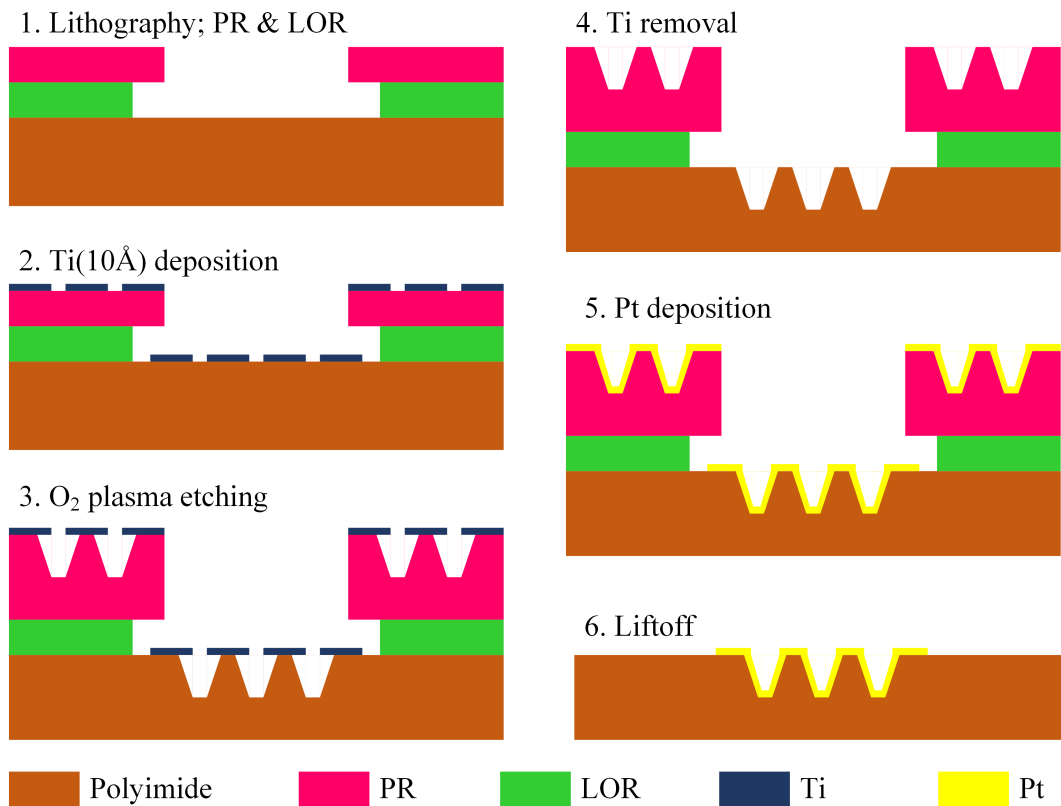 1. Lithography; PR & LOR
2. Ti(10Å) deposition
3. O₂ plasma etching
4. Ti removal
5. Pt deposition
6. Liftoff
Polyimide
PR
LOR
Ti
Pt